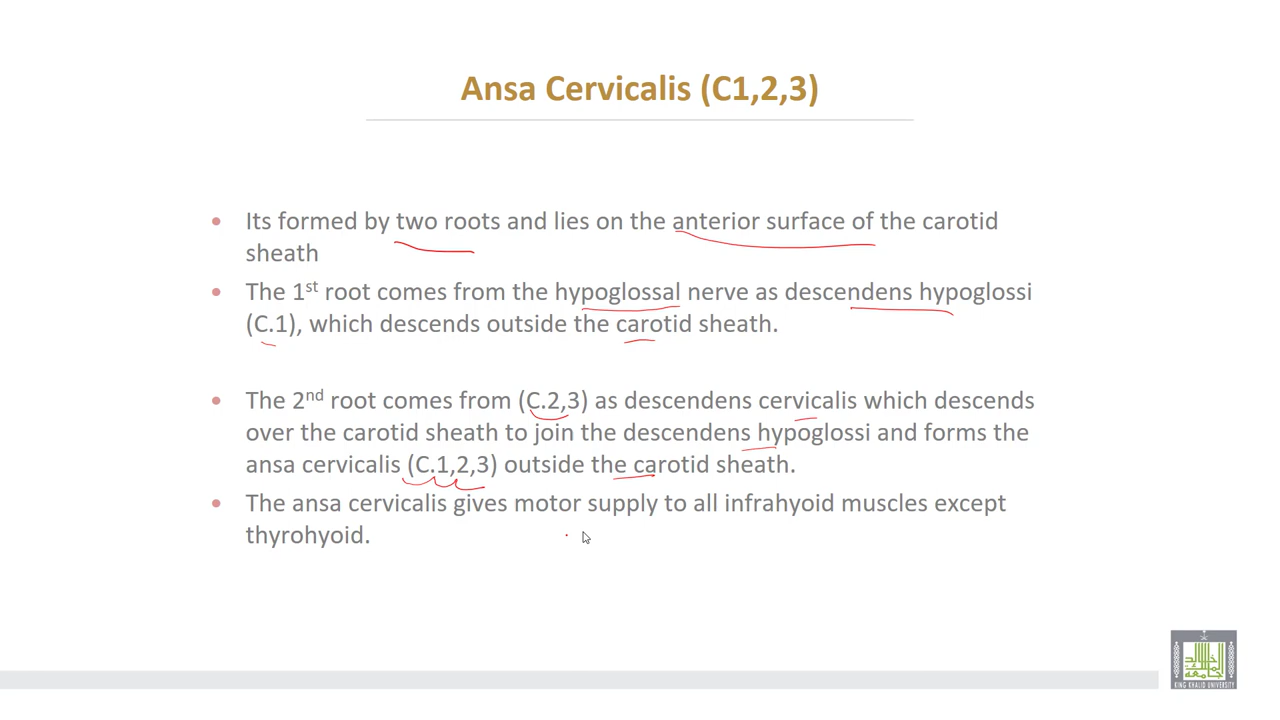 Ansa Cervicalis (C1,2,3)
• Its formed by two roots and lies on the anterior surface of the carotid
sheath
• The 1st root comes from the hypoglossal nerve as descendens hypoglossi
(C.1), which descends outside the carotid sheath.
• The 2nd root comes from (C.2,3) as descendens cervicalis which descends
over the carotid sheath to join the descendens hypoglossi and forms the
ansa cervicalis (C.1,2,3) outside the carotid sheath.
• The ansa cervicalis gives motor supply to all infrahyoid muscles except
thyrohyoid.
KING KHALID UNIVERSITY